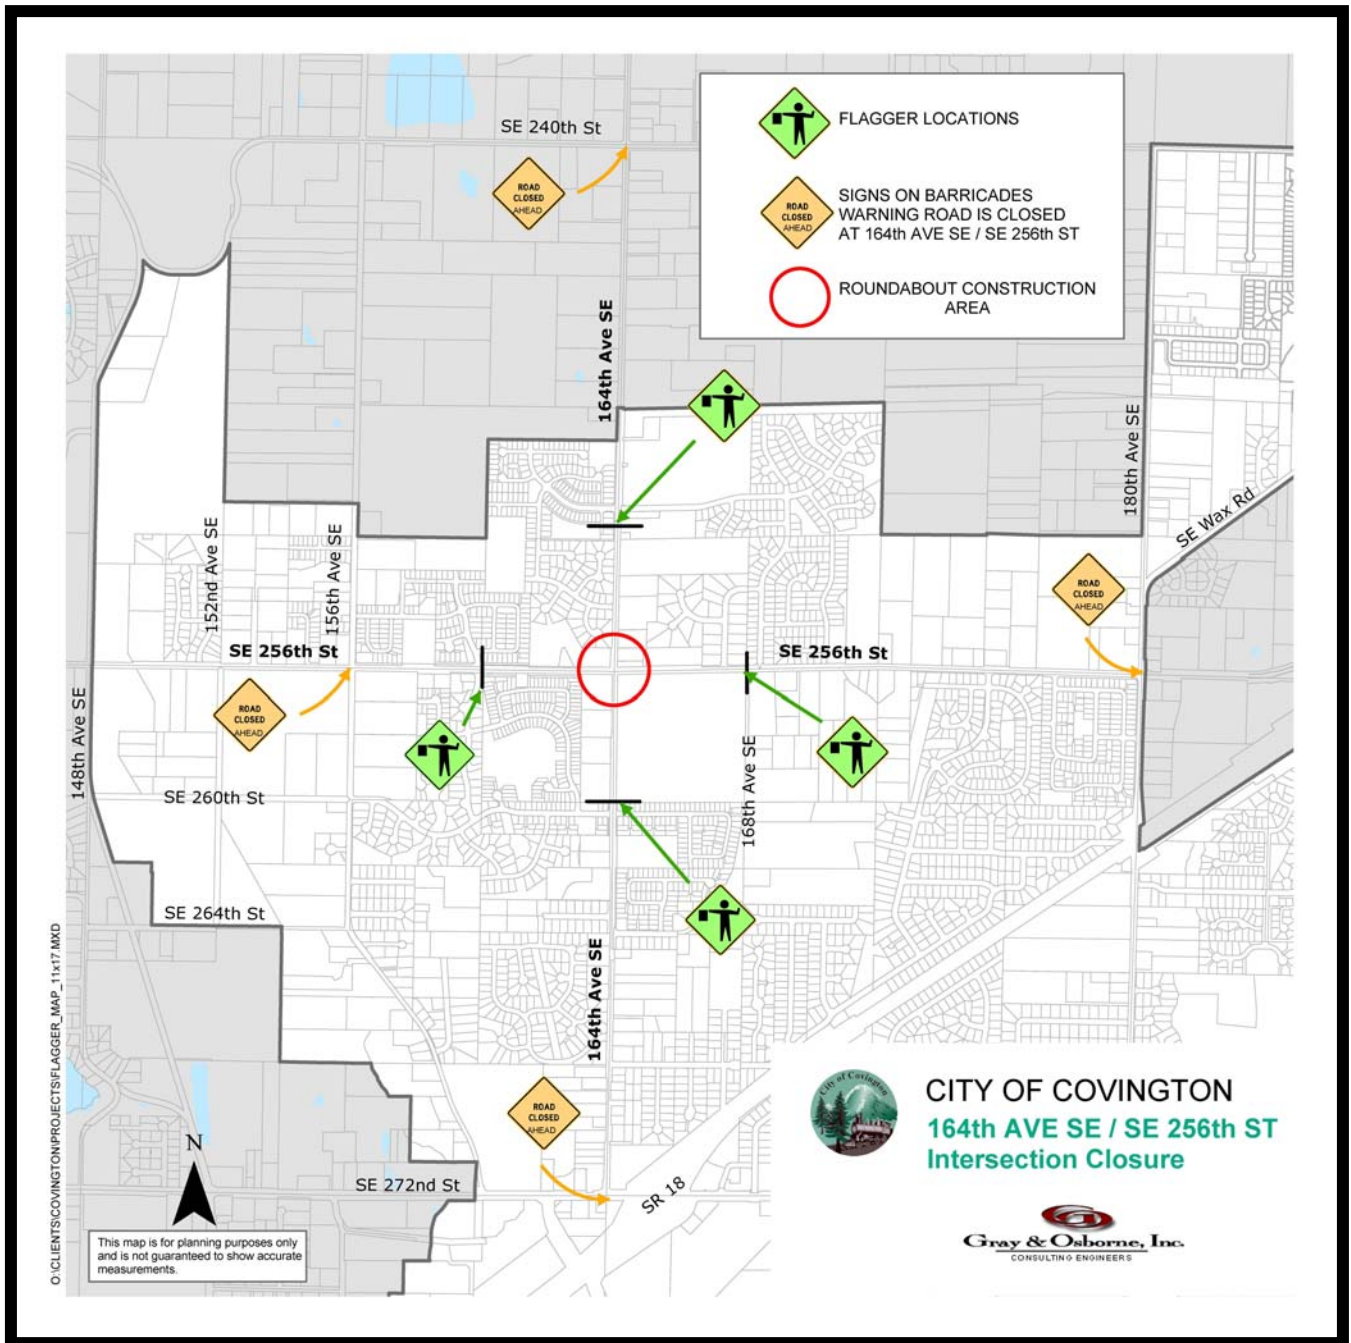 SE 240th St
ROAD
CLOSED
AHEAD
FLAGGER LOCATIONS
ROAD
CLOSED
AHEAD
SIGNS ON BARRICADES
WARNING ROAD IS CLOSED
AT 164th AVE SE / SE 256th ST
ROUNDABOUT CONSTRUCTION
AREA
164th Ave SE
180th Ave SE
SE Wax Rd
152nd Ave SE
156th Ave SE
ROAD
CLOSED
AHEAD
SE 256th St
SE 256th St
148th Ave SE
ROAD
CLOSED
AHEAD
168th Ave SE
SE 260th St
SE 264th St
164th Ave SE
ROAD
CLOSED
AHEAD
SE 272nd St
SR 18
N
This map is for planning purposes only
and is not guaranteed to show accurate
measurements.
O:\CLIENTS\COVINGTON\PROJECTS\FLAGGER_MAP_11x17.MXD
City of Covington
CITY OF COVINGTON
164th AVE SE / SE 256th ST
Intersection Closure
Gray & Osborne, Inc.
CONSULTING ENGINEERS